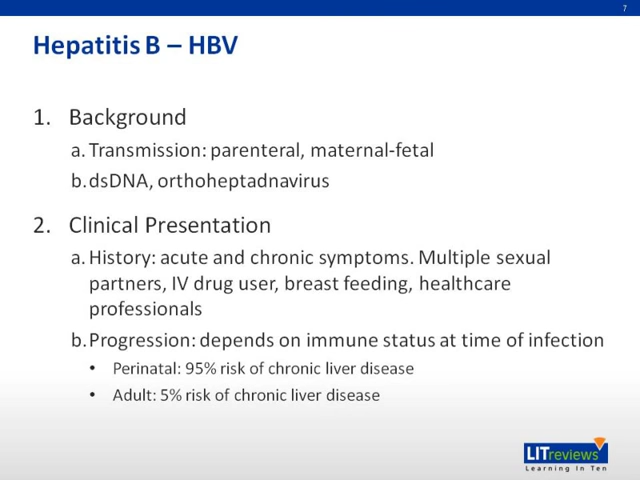 7
Hepatitis B – HBV
1. Background
a. Transmission: parenteral, maternal-fetal
b. dsDNA, orthoheptadnavirus
2. Clinical Presentation
a. History: acute and chronic symptoms. Multiple sexual
partners, IV drug user, breast feeding, healthcare
professionals
b. Progression: depends on immune status at time of infection
• Perinatal: 95% risk of chronic liver disease
• Adult: 5% risk of chronic liver disease
LITreviews
Learning In Ten